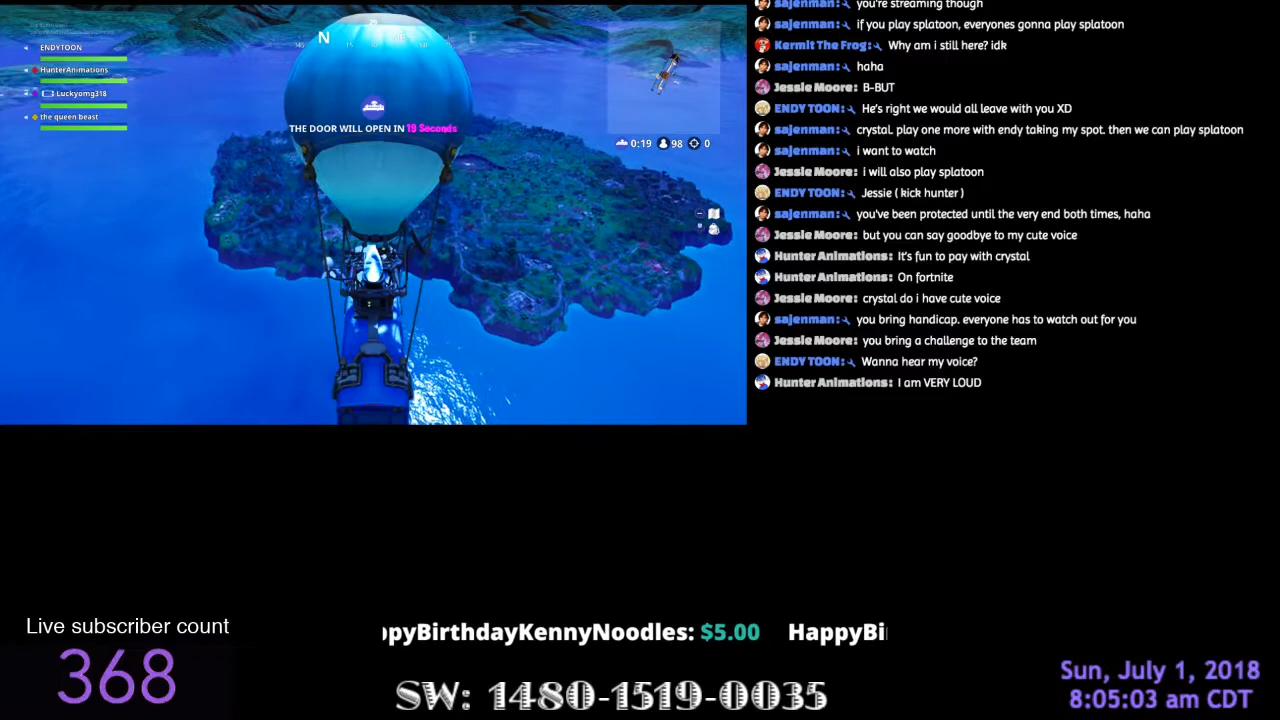 ENDYTOON
HunterAnimations
Luckyomg318
the queen beast
N
E
THE DOOR WILL OPEN IN 19 Seconds
0:19 98 0
sajenman: you're streaming though
sajenman: if you play splatoon, everyones gonna play splatoon
Kermit The Frog: Why am i still here? idk
sajenman: haha
Jessie Moore: B-BUT
ENDY TOON: He's right we would all leave with you XD
sajenman: crystal. play one more with endy taking my spot. then we can play splatoon
sajenman: i want to watch
Jessie Moore: i will also play splatoon
ENDY TOON: Jessie ( kick hunter )
sajenman: you've been protected until the very end both times, haha
Jessie Moore: but you can say goodbye to my cute voice
Hunter Animations: It's fun to pay with crystal
Hunter Animations: On fortnite
Jessie Moore: crystal do i have cute voice
sajenman: you bring handicap. everyone has to watch out for you
Jessie Moore: you bring a challenge to the team
ENDY TOON: Wanna hear my voice?
Hunter Animations: I am VERY LOUD
Live subscriber count
368
ppyBirthdayKennyNoodles: $5.00 HappyBi
SW: 1480-1519-0035
Sun, July 1, 2018
8:05:03 am CDT